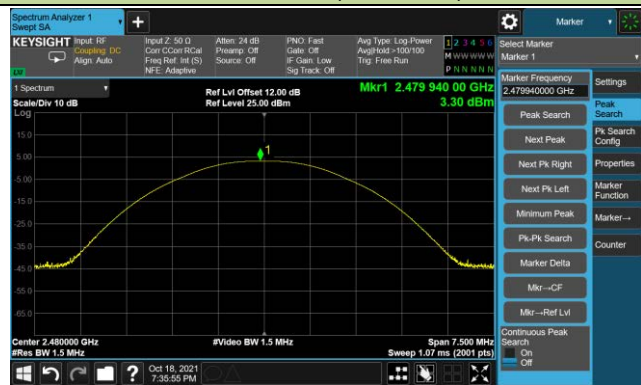 Spectrum Analyzer 1
Swept SA
Marker
KEYSIGHT
Input: RF
Coupling: DC
Align: Auto
Input Z: 50 Ω
Corr CCorr RCal
Freq Ref: Int (S)
NFE: Adaptive
Atten: 24 dB
Preamp: Off
Source: Off
PNO: Fast
Gate: Off
IF Gain: Low
Sig Track: Off
Avg Type: Log-Power
Avg|Hold:>100/100
Trig: Free Run
1 2 3 4 5 6
M W W W W W
P N N N N N
Select Marker
Marker 1
LV
1 Spectrum
Scale/Div 10 dB
Log
Ref Lvl Offset 12.00 dB
Ref Level 25.00 dBm
Mkr1 2.479 940 00 GHz
3.30 dBm
15.0
5.00
-5.00
-15.0
-25.0
-35.0
-45.0
-55.0
-65.0
1
Center 2.480000 GHz
#Res BW 1.5 MHz
#Video BW 1.5 MHz
Span 7.500 MHz
Sweep 1.07 ms (2001 pts)
Marker Frequency
2.479940000 GHz
Peak Search
Next Peak
Next Pk Right
Next Pk Left
Minimum Peak
Pk-Pk Search
Marker Delta
Mkr→CF
Mkr→Ref Lvl
Continuous Peak
Search
On
Off
Settings
Peak
Search
Pk Search
Config
Properties
Marker
Function
Marker→
Counter
?
Oct 18, 2021
7:35:55 PM